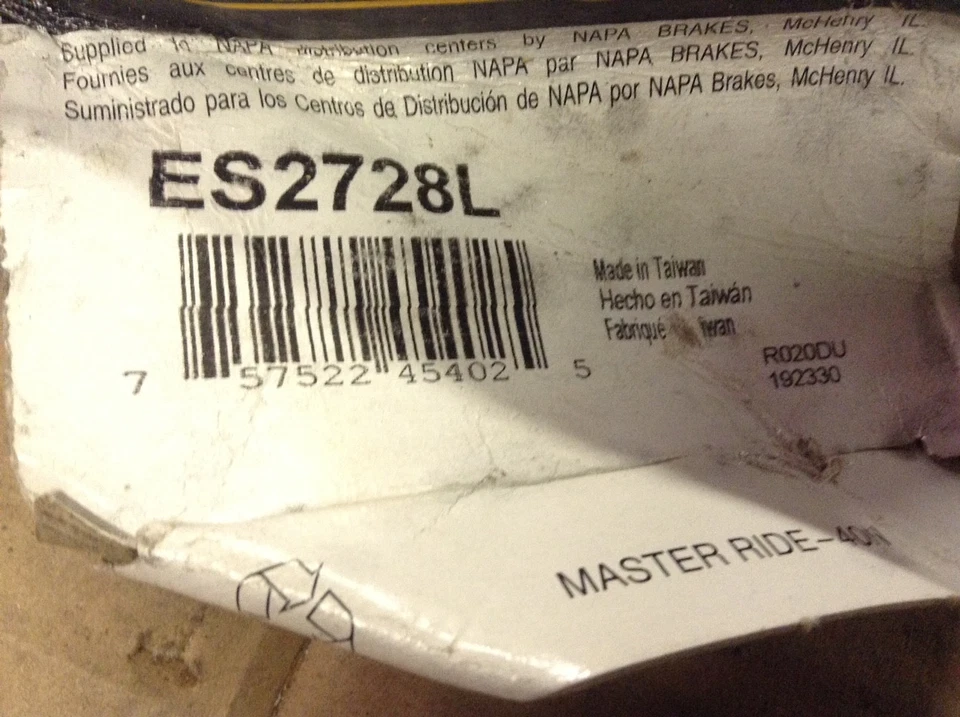 Supplied to NAPA distribution centers by NAPA BRAKES, McHenry IL.
Fournies aux centres de distribution NAPA par NAPA BRAKES, McHenry IL.
Suministrado para los Centros de Distribución de NAPA por NAPA Brakes, McHenry IL.
ES2728L
7 57522 45402 5
Made in Taiwan
Hecho en Taiwán
Fabriqué
R020DU
192330
MASTER RIDE-40